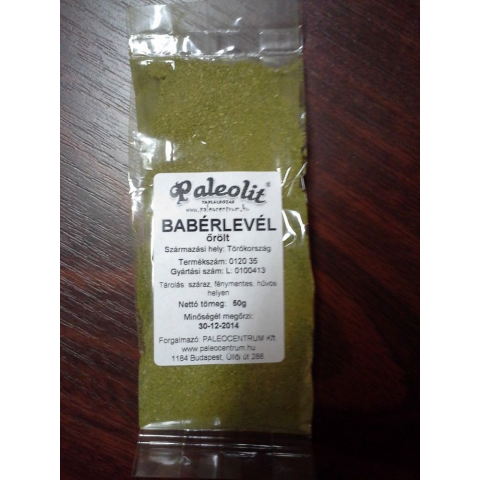 Paleolit®
TÁPLÁLKOZÁS
www.paleocentrum.hu
BABÉRLEVÉL
őrölt
Származási hely: Törökország
Termékszám: 0120 35
Gyártási szám: L: 0100413
Tárolás: száraz, fénymentes, hűvös
helyen
Nettó tömeg: 50g
Minőségét megőrzi:
30-12-2014
Forgalmazó: PALEOCENTRUM Kft.
www.paleocentrum.hu
1184 Budapest, Üllői út 288